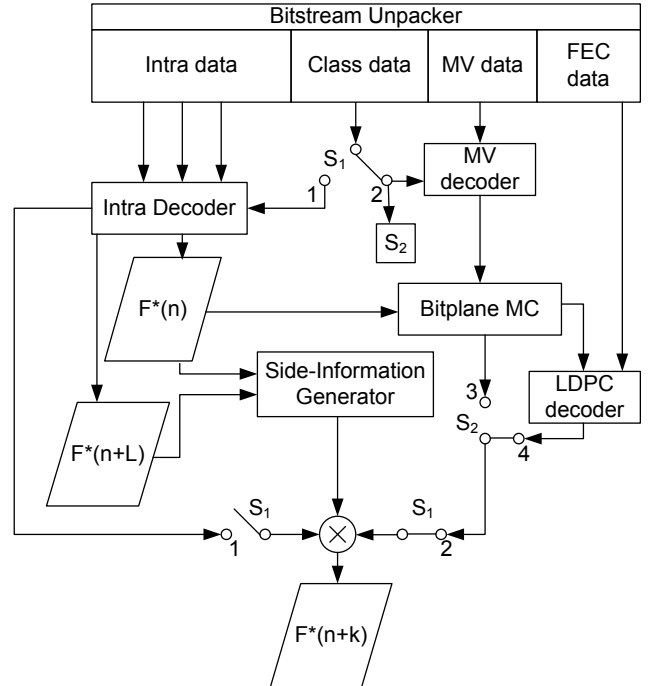 Bitstream Unpacker
Intra data
Class data
MV data
FEC
data
S1
1
2
MV
decoder
Intra Decoder
S2
F*(n)
Bitplane MC
Side-Information
Generator
3
LDPC
decoder
S2
4
F*(n+L)
S1
1
S1
2
F*(n+k)